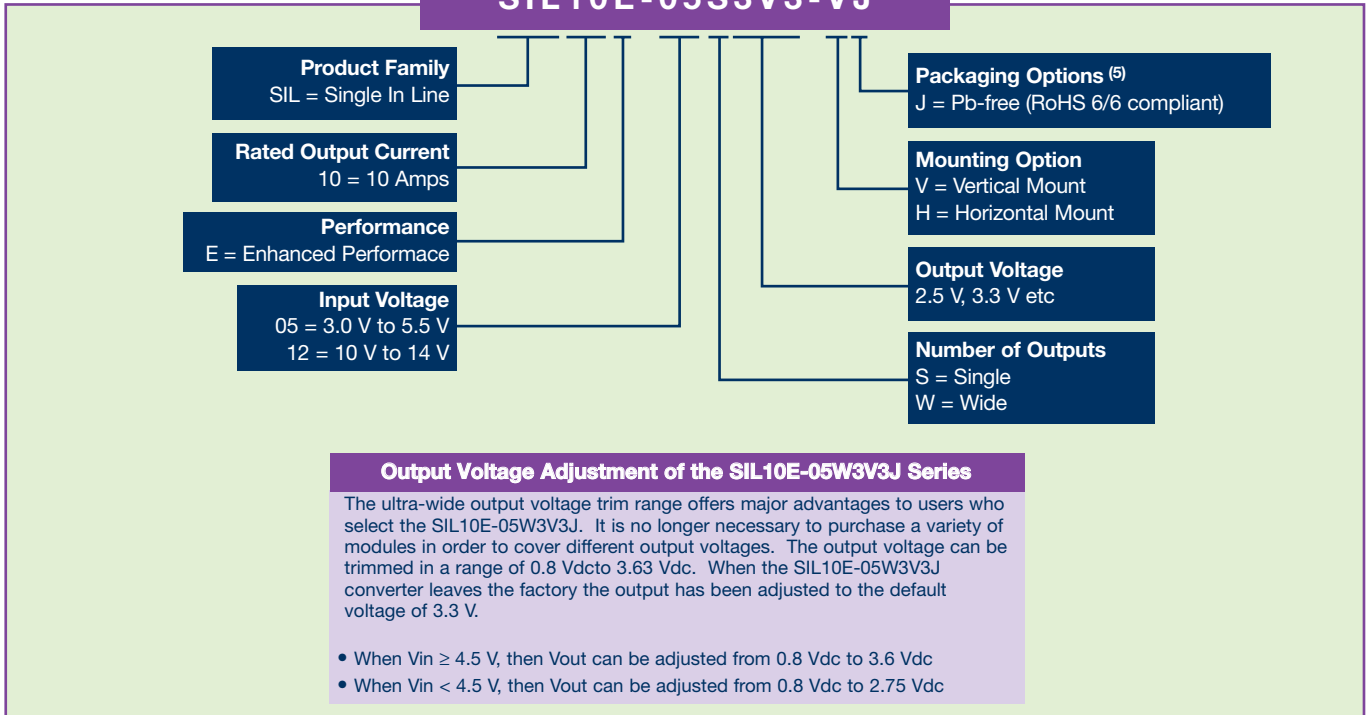 SIL10E-05S3V3-VJ
Product Family
SIL = Single In Line
Rated Output Current
10 = 10 Amps
Performance
E = Enhanced Performace
Input Voltage
05 = 3.0 V to 5.5 V
12 = 10 V to 14 V
Packaging Options (5)
J = Pb-free (RoHS 6/6 compliant)
Mounting Option
V = Vertical Mount
H = Horizontal Mount
Output Voltage
2.5 V, 3.3 V etc
Number of Outputs
S = Single
W = Wide
Output Voltage Adjustment of the SIL10E-05W3V3J Series
The ultra-wide output voltage trim range offers major advantages to users who
select the SIL10E-05W3V3J. It is no longer necessary to purchase a variety of
modules in order to cover different output voltages. The output voltage can be
trimmed in a range of 0.8 Vdcto 3.63 Vdc. When the SIL10E-05W3V3J
converter leaves the factory the output has been adjusted to the default
voltage of 3.3 V.
• When Vin ≥ 4.5 V, then Vout can be adjusted from 0.8 Vdc to 3.6 Vdc
• When Vin < 4.5 V, then Vout can be adjusted from 0.8 Vdc to 2.75 Vdc